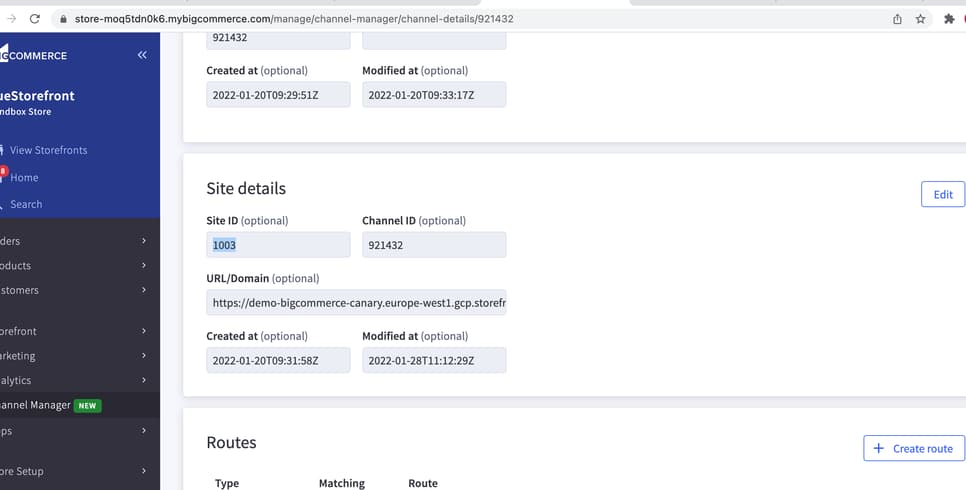 store-moq5tdn0k6.mybigcommerce.com/manage/channel-manager/channel-details/921432
GCOMMERCE
ueStorefront
ndbox Store
View Storefronts
8
Home
Search
ders
oducts
stomers
orefront
arketing
alytics
annel Manager NEW
ps
ore Setup
921432
Created at (optional)
Modified at (optional)
2022-01-20T09:29:51Z
2022-01-20T09:33:17Z
Site details
Edit
Site ID (optional)
Channel ID (optional)
1003
921432
URL/Domain (optional)
https://demo-bigcommerce-canary.europe-west1.gcp.storefr
Created at (optional)
Modified at (optional)
2022-01-20T09:31:58Z
2022-01-28T11:12:29Z
Routes
+ Create route
Type
Matching
Route